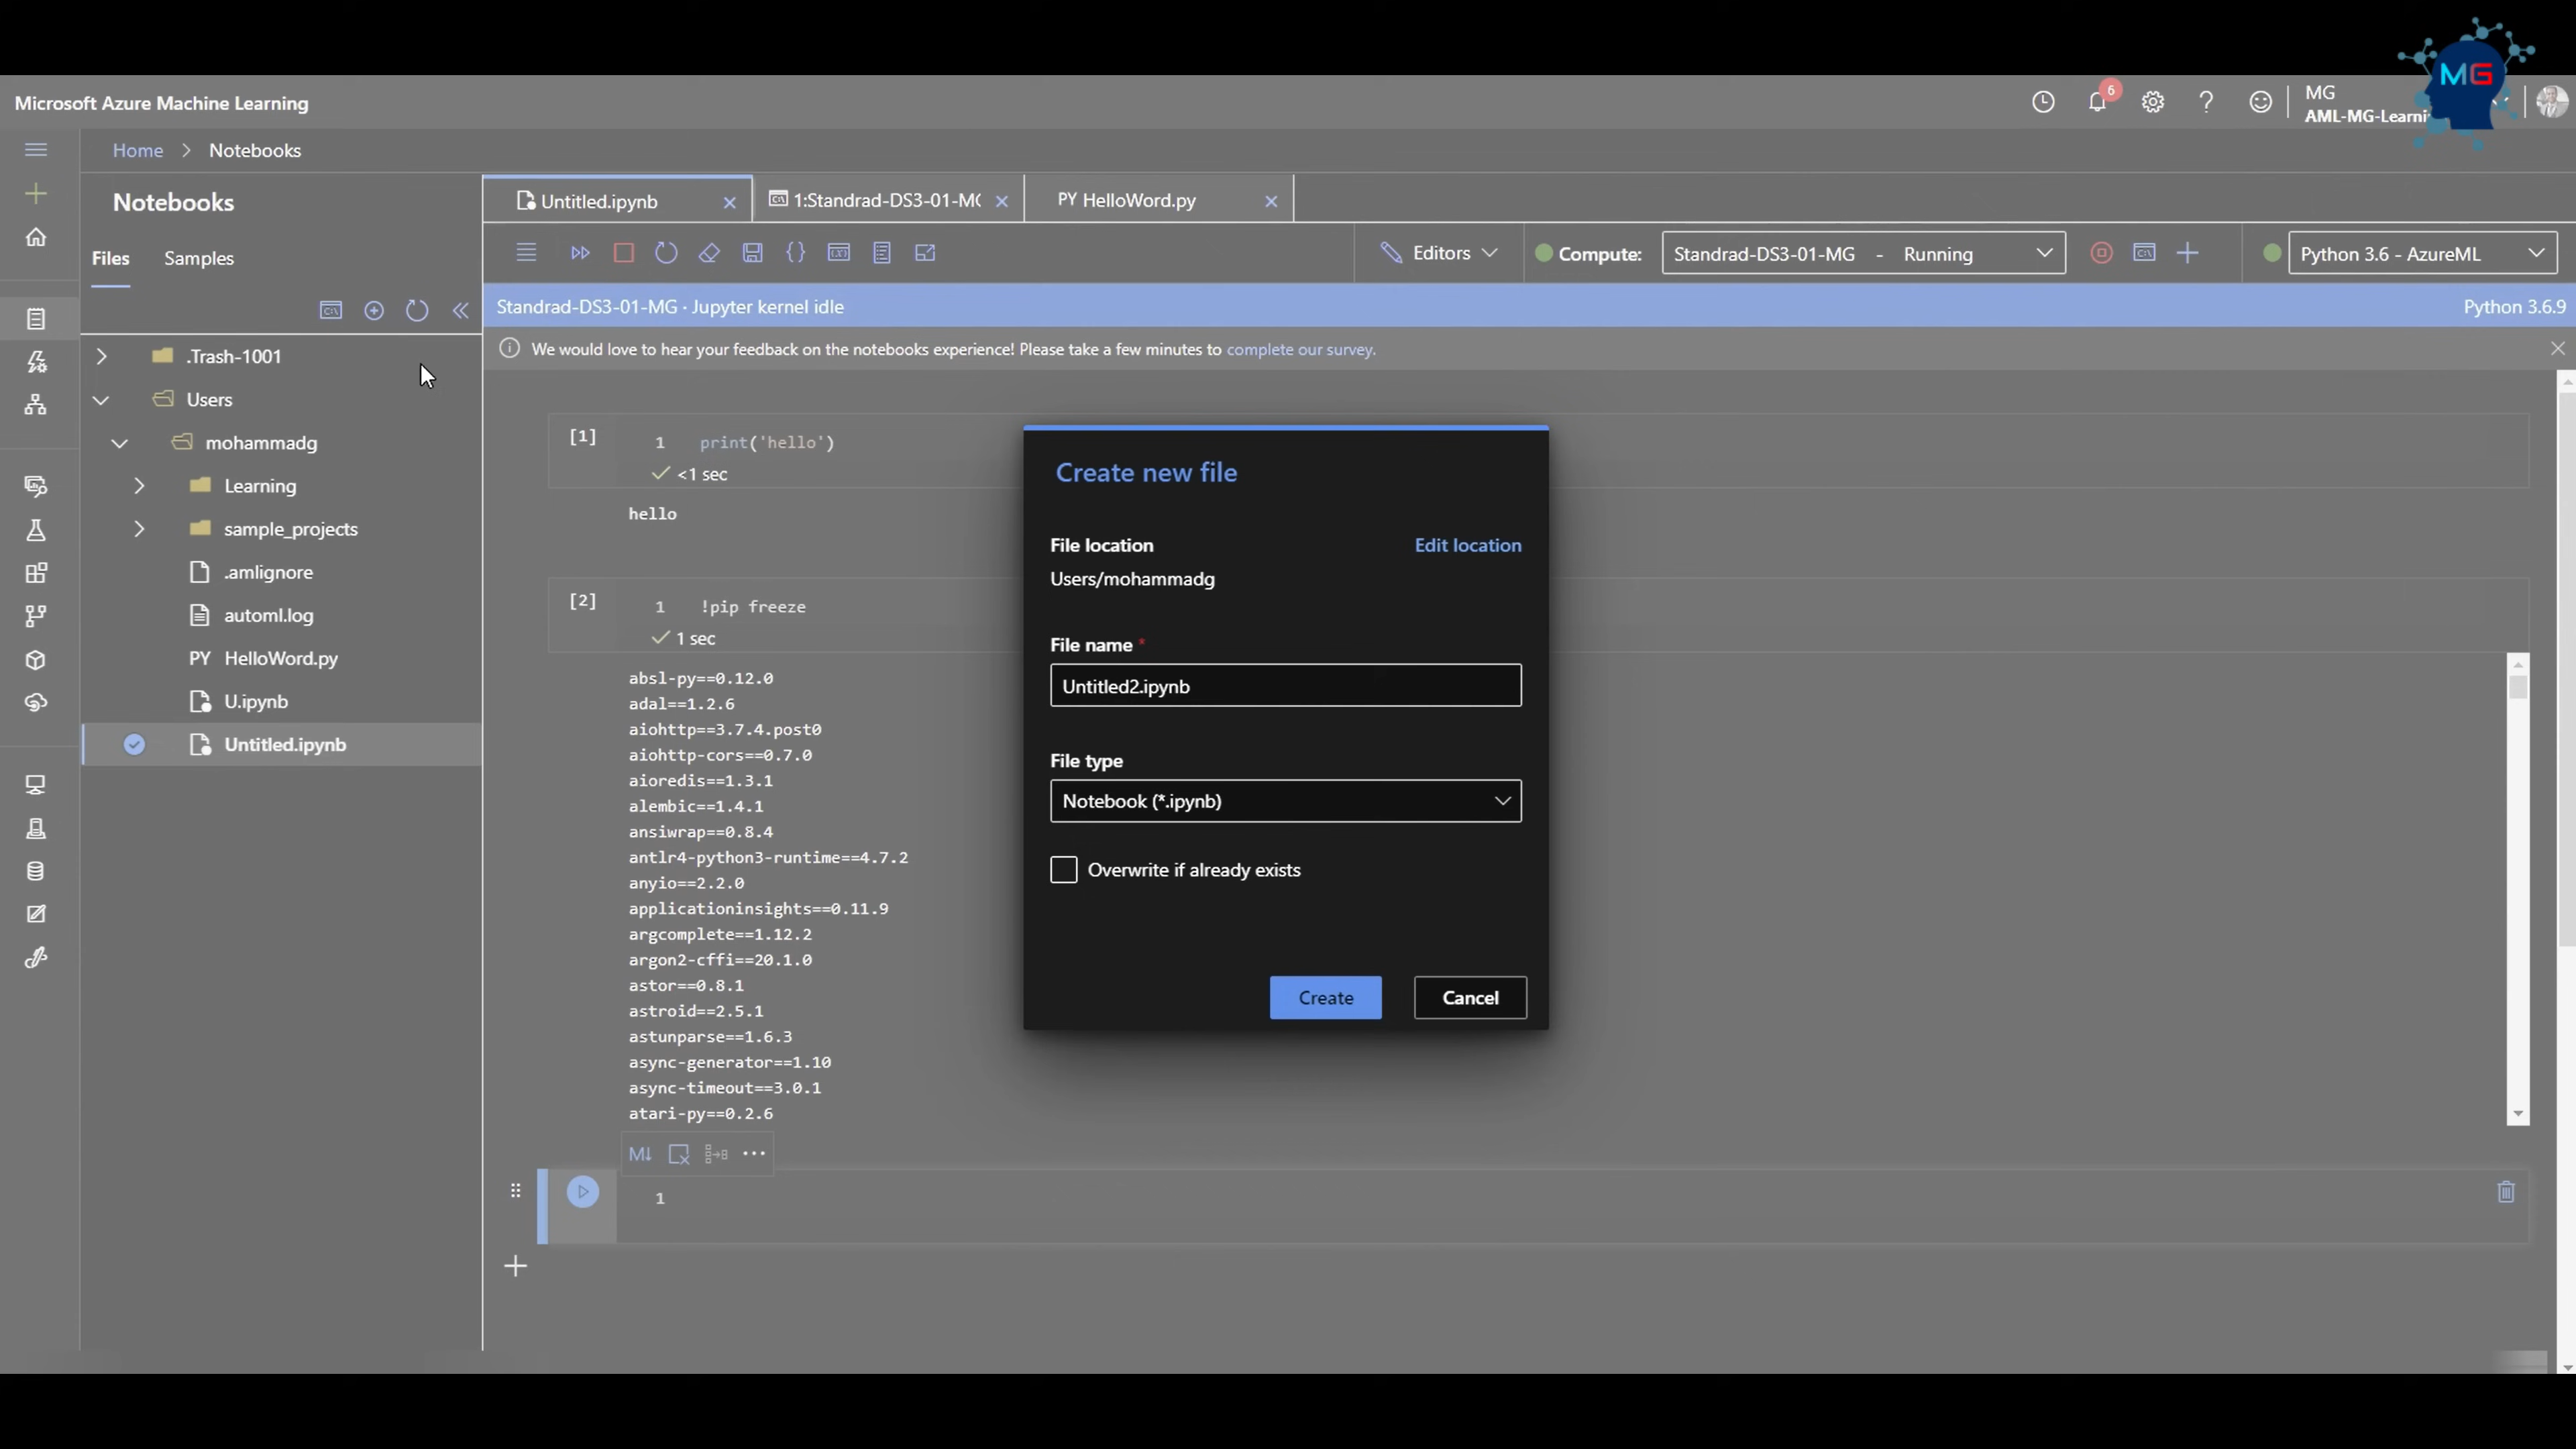 MG
Microsoft Azure Machine Learning
6
MG
Home > Notebooks
Notebooks
Files Samples
.Trash-1001
Users
mohammadg
Learning
sample_projects
.amlignore
automl.log
PY HelloWord.py
U.ipynb
Untitled.ipynb
Untitled.ipynb
1:Standrad-DS3-01-M
PY HelloWord.py
Editors
Compute:
Standrad-DS3-01-MG - Running
Python 3.6 - AzureML
Standrad-DS3-01-MG · Jupyter kernel idle
Python 3.6.9
We would love to hear your feedback on the notebooks experience! Please take a few minutes to complete our survey.
[1]
1 print('hello')
<1 sec
hello
[2]
1 !pip freeze
1 sec
absl-py==0.12.0
adal==1.2.6
aiohttp==3.7.4.post0
aiohttp-cors==0.7.0
aioredis==1.3.1
alembic==1.4.1
ansiwrap==0.8.4
antlr4-python3-runtime==4.7.2
anyio==2.2.0
applicationinsights==0.11.9
argcomplete==1.12.2
argon2-cffi==20.1.0
astor==0.8.1
astroid==2.5.1
astunparse==1.6.3
async-generator==1.10
async-timeout==3.0.1
atari-py==0.2.6
M↓
1
Create new file
File location
Edit location
Users/mohammadg
File name *
Untitled2.ipynb
File type
Notebook (*.ipynb)
Overwrite if already exists
Create
Cancel